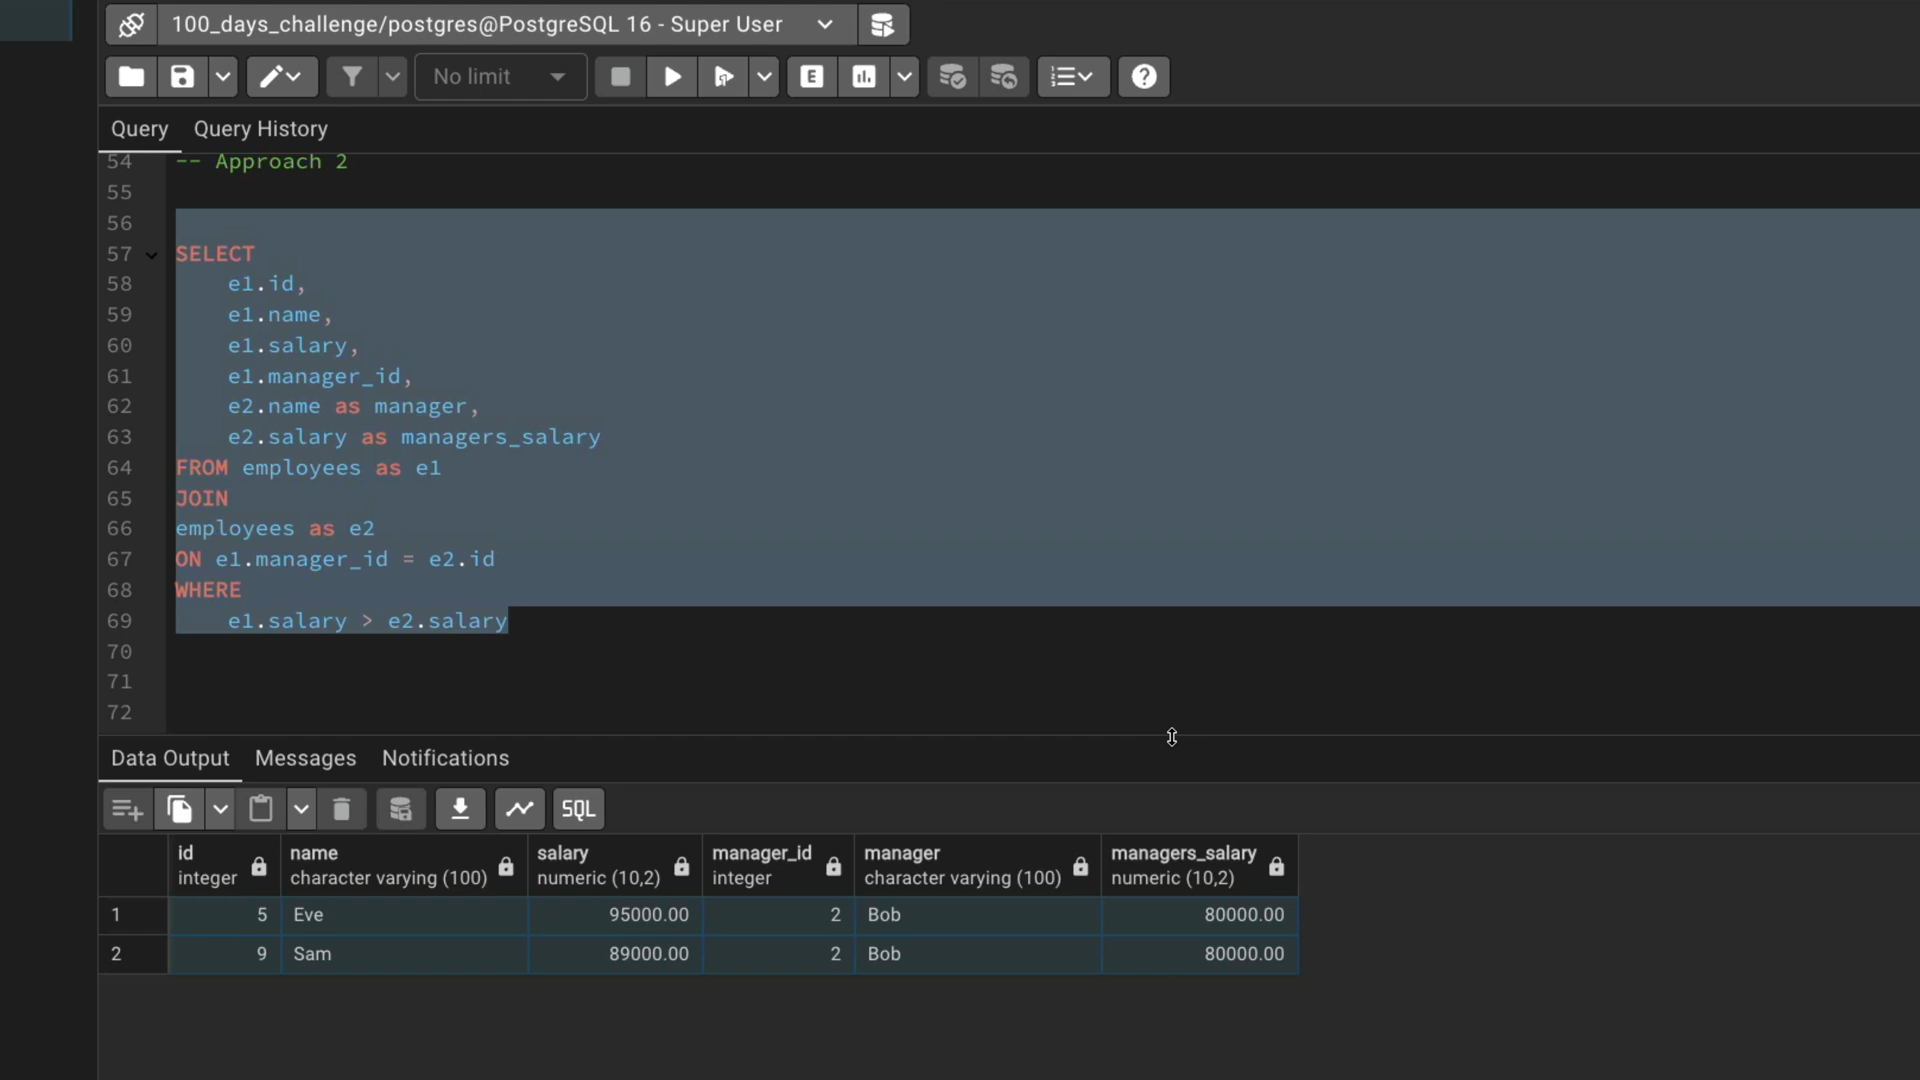 100_days_challenge/postgres@PostgreSQL 16 - Super User
No limit
E
Query Query History
54 -- Approach 2
55
56
57 SELECT
58     e1.id,
59     e1.name,
60     e1.salary,
61     e1.manager_id,
62     e2.name as manager,
63     e2.salary as managers_salary
64 FROM employees as e1
65 JOIN
66 employees as e2
67 ON e1.manager_id = e2.id
68 WHERE
69     e1.salary > e2.salary
70
71
72
Data Output Messages Notifications
SQL
id name salary manager_id manager managers_salary
integer character varying (100) numeric (10,2) integer character varying (100) numeric (10,2)
1 5 Eve 95000.00 2 Bob 80000.00
2 9 Sam 89000.00 2 Bob 80000.00